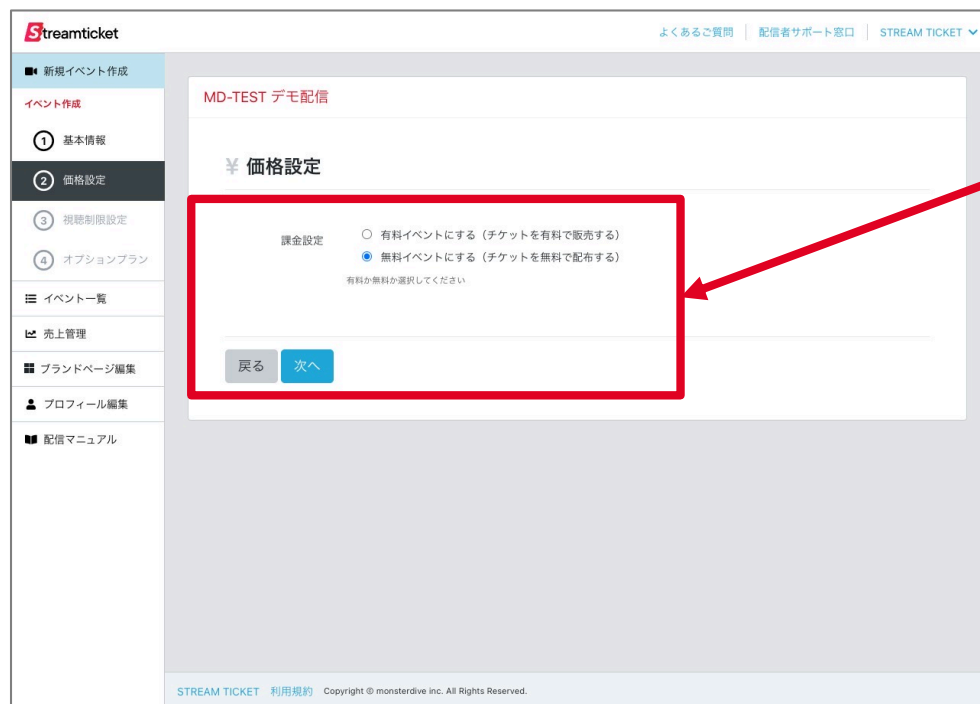 Streamticket
よくあるご質問 配信者サポート窓口 STREAM TICKET
新規イベント作成
イベント作成
1 基本情報
2 価格設定
3 視聴制限設定
4 オプションプラン
イベント一覧
売上管理
ブランドページ編集
プロフィール編集
配信マニュアル
MD-TEST デモ配信
¥ 価格設定
課金設定
有料イベントにする（チケットを有料で販売する）
無料イベントにする（チケットを無料で配布する）
有料か無料か選択してください
戻る 次へ
STREAM TICKET 利用規約 Copyright © monsterdive inc. All Rights Reserved.